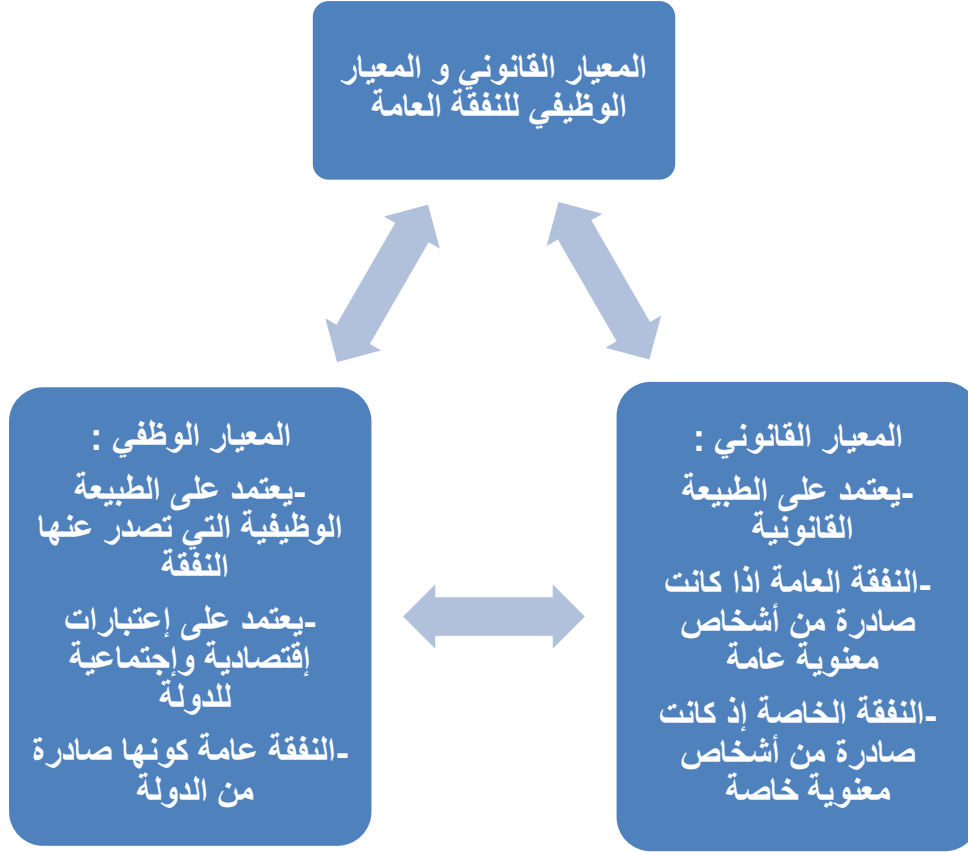 المعيار القانوني و المعيار
الوظيفي للنفقة العامة
المعيار القانوني :
-يعتمد على الطبيعة
القانونية
-النفقة العامة اذا كانت
صادرة من أشخاص
معنوية عامة
-النفقة الخاصة إذ كانت
صادرة من أشخاص
معنوية خاصة
المعيار الوظفي :
-يعتمد على الطبيعة
الوظيفية التي تصدر عنها
النفقة
-يعتمد على إعتبارات
إقتصادية وإجتماعية
للدولة
-النفقة عامة كونها صادرة
من الدولة